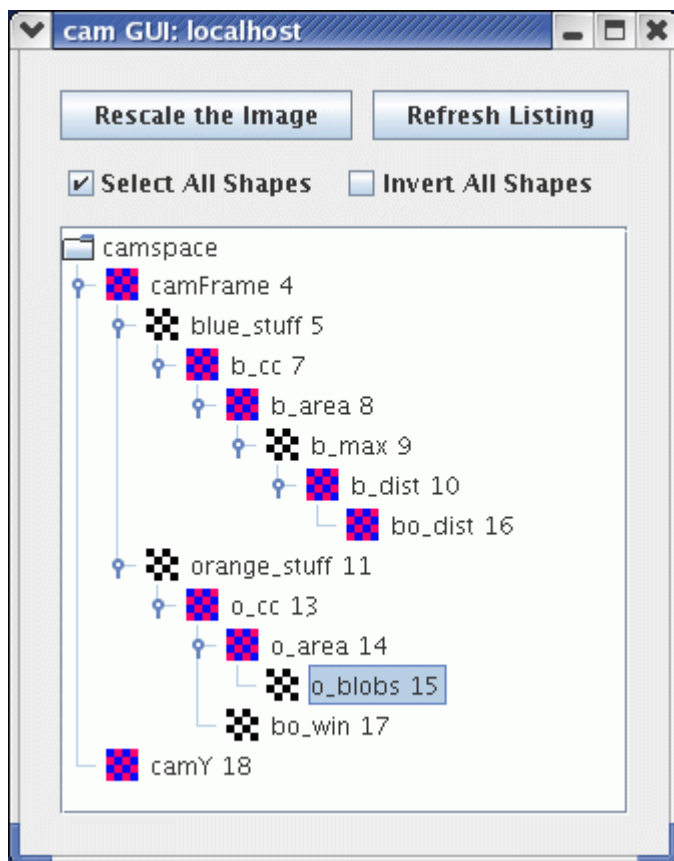 cam GUI: localhost
Rescale the Image Refresh Listing
Select All Shapes Invert All Shapes
camspace
camFrame 4
blue_stuff 5
b_cc 7
b_area 8
b_max 9
b_dist 10
bo_dist 16
orange_stuff 11
o_cc 13
o_area 14
o_blobs 15
bo_win 17
camY 18